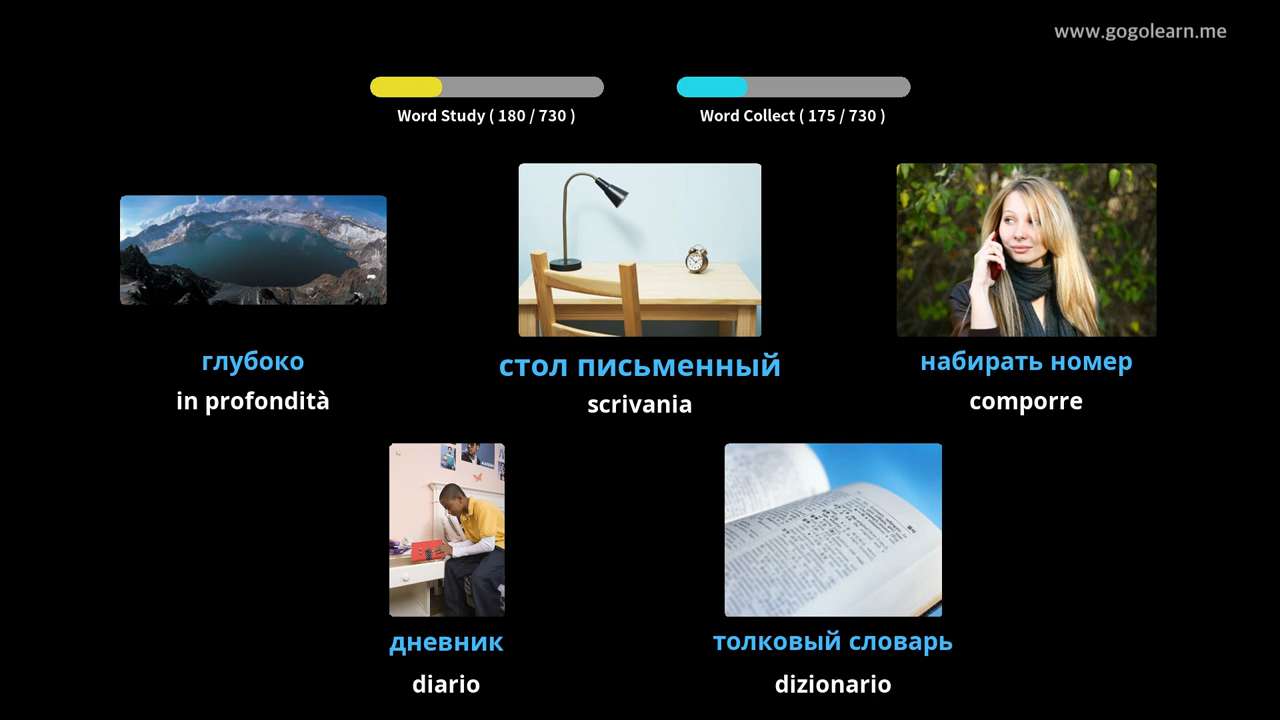 www.gogolearn.me
Word Study ( 180 / 730 )
Word Collect ( 175 / 730 )
глубоко
in profondità
стол письменный
scrivania
набирать номер
comporre
дневник
diario
толковый словарь
dizionario